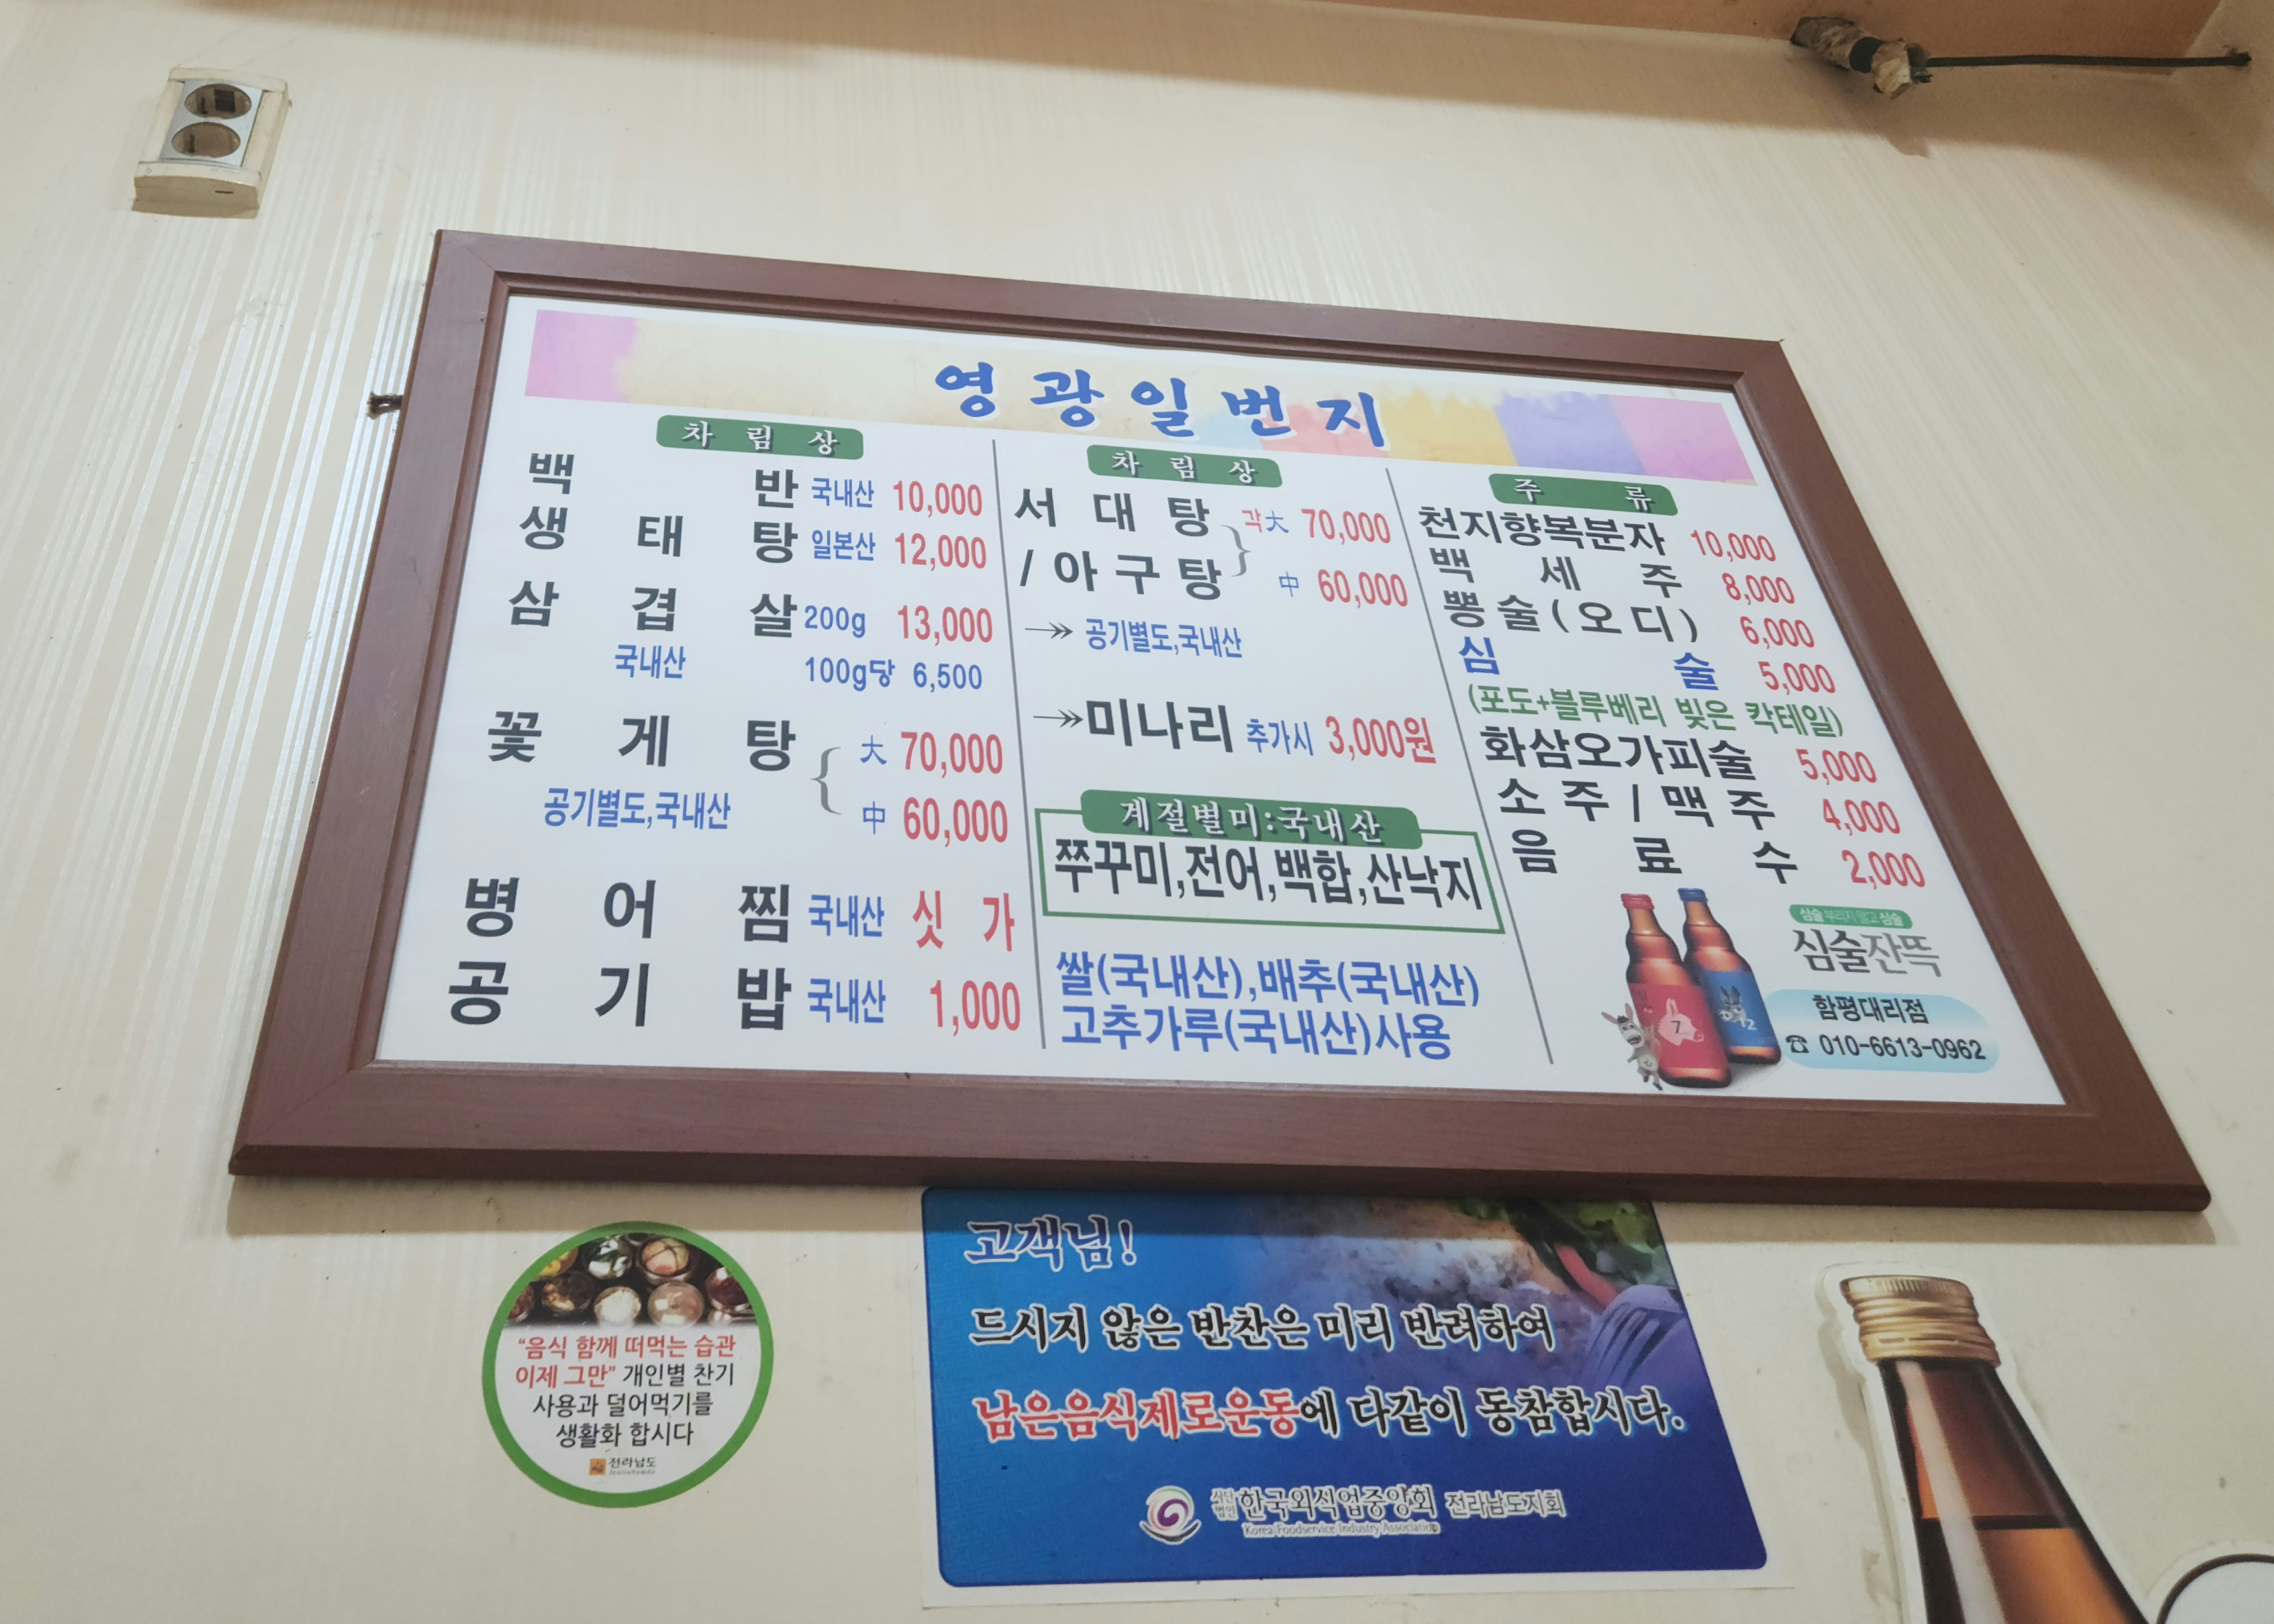 영광일번지
차림상
백반 국내산 10,000
생태탕 일본산 12,000
삼겹살 200g 13,000
국내산 100g당 6,500
꽃게탕 大 70,000
공기별도,국내산 中 60,000
병어찜 국내산 싯가
공기밥 국내산 1,000
차림상
서대탕 각大 70,000
/아구탕 中 60,000
공기별도,국내산
미나리 추가시 3,000원
계절별미:국내산
쭈꾸미,전어,백합,산낙지
쌀(국내산),배추(국내산)
고추가루(국내산)사용
주류
천지향복분자 10,000
백세주 8,000
뽕술(오디) 6,000
심술 5,000
(포도+블루베리 빚은 칵테일)
화삼오가피술 5,000
소주/맥주 4,000
음료수 2,000
심술잔뜩
함평대리점
☎ 010-6613-0962
7
"음식 함께 떠먹는 습관
이제 그만" 개인별 찬기
사용과 덜어먹기를
생활화 합시다
전라남도
고객님!
드시지 않은 반찬은 미리 반려하여
남은음식제로운동에 다같이 동참합시다.
사단법인 한국외식업중앙회 전라남도지회
Korea Foodservice Industry Association